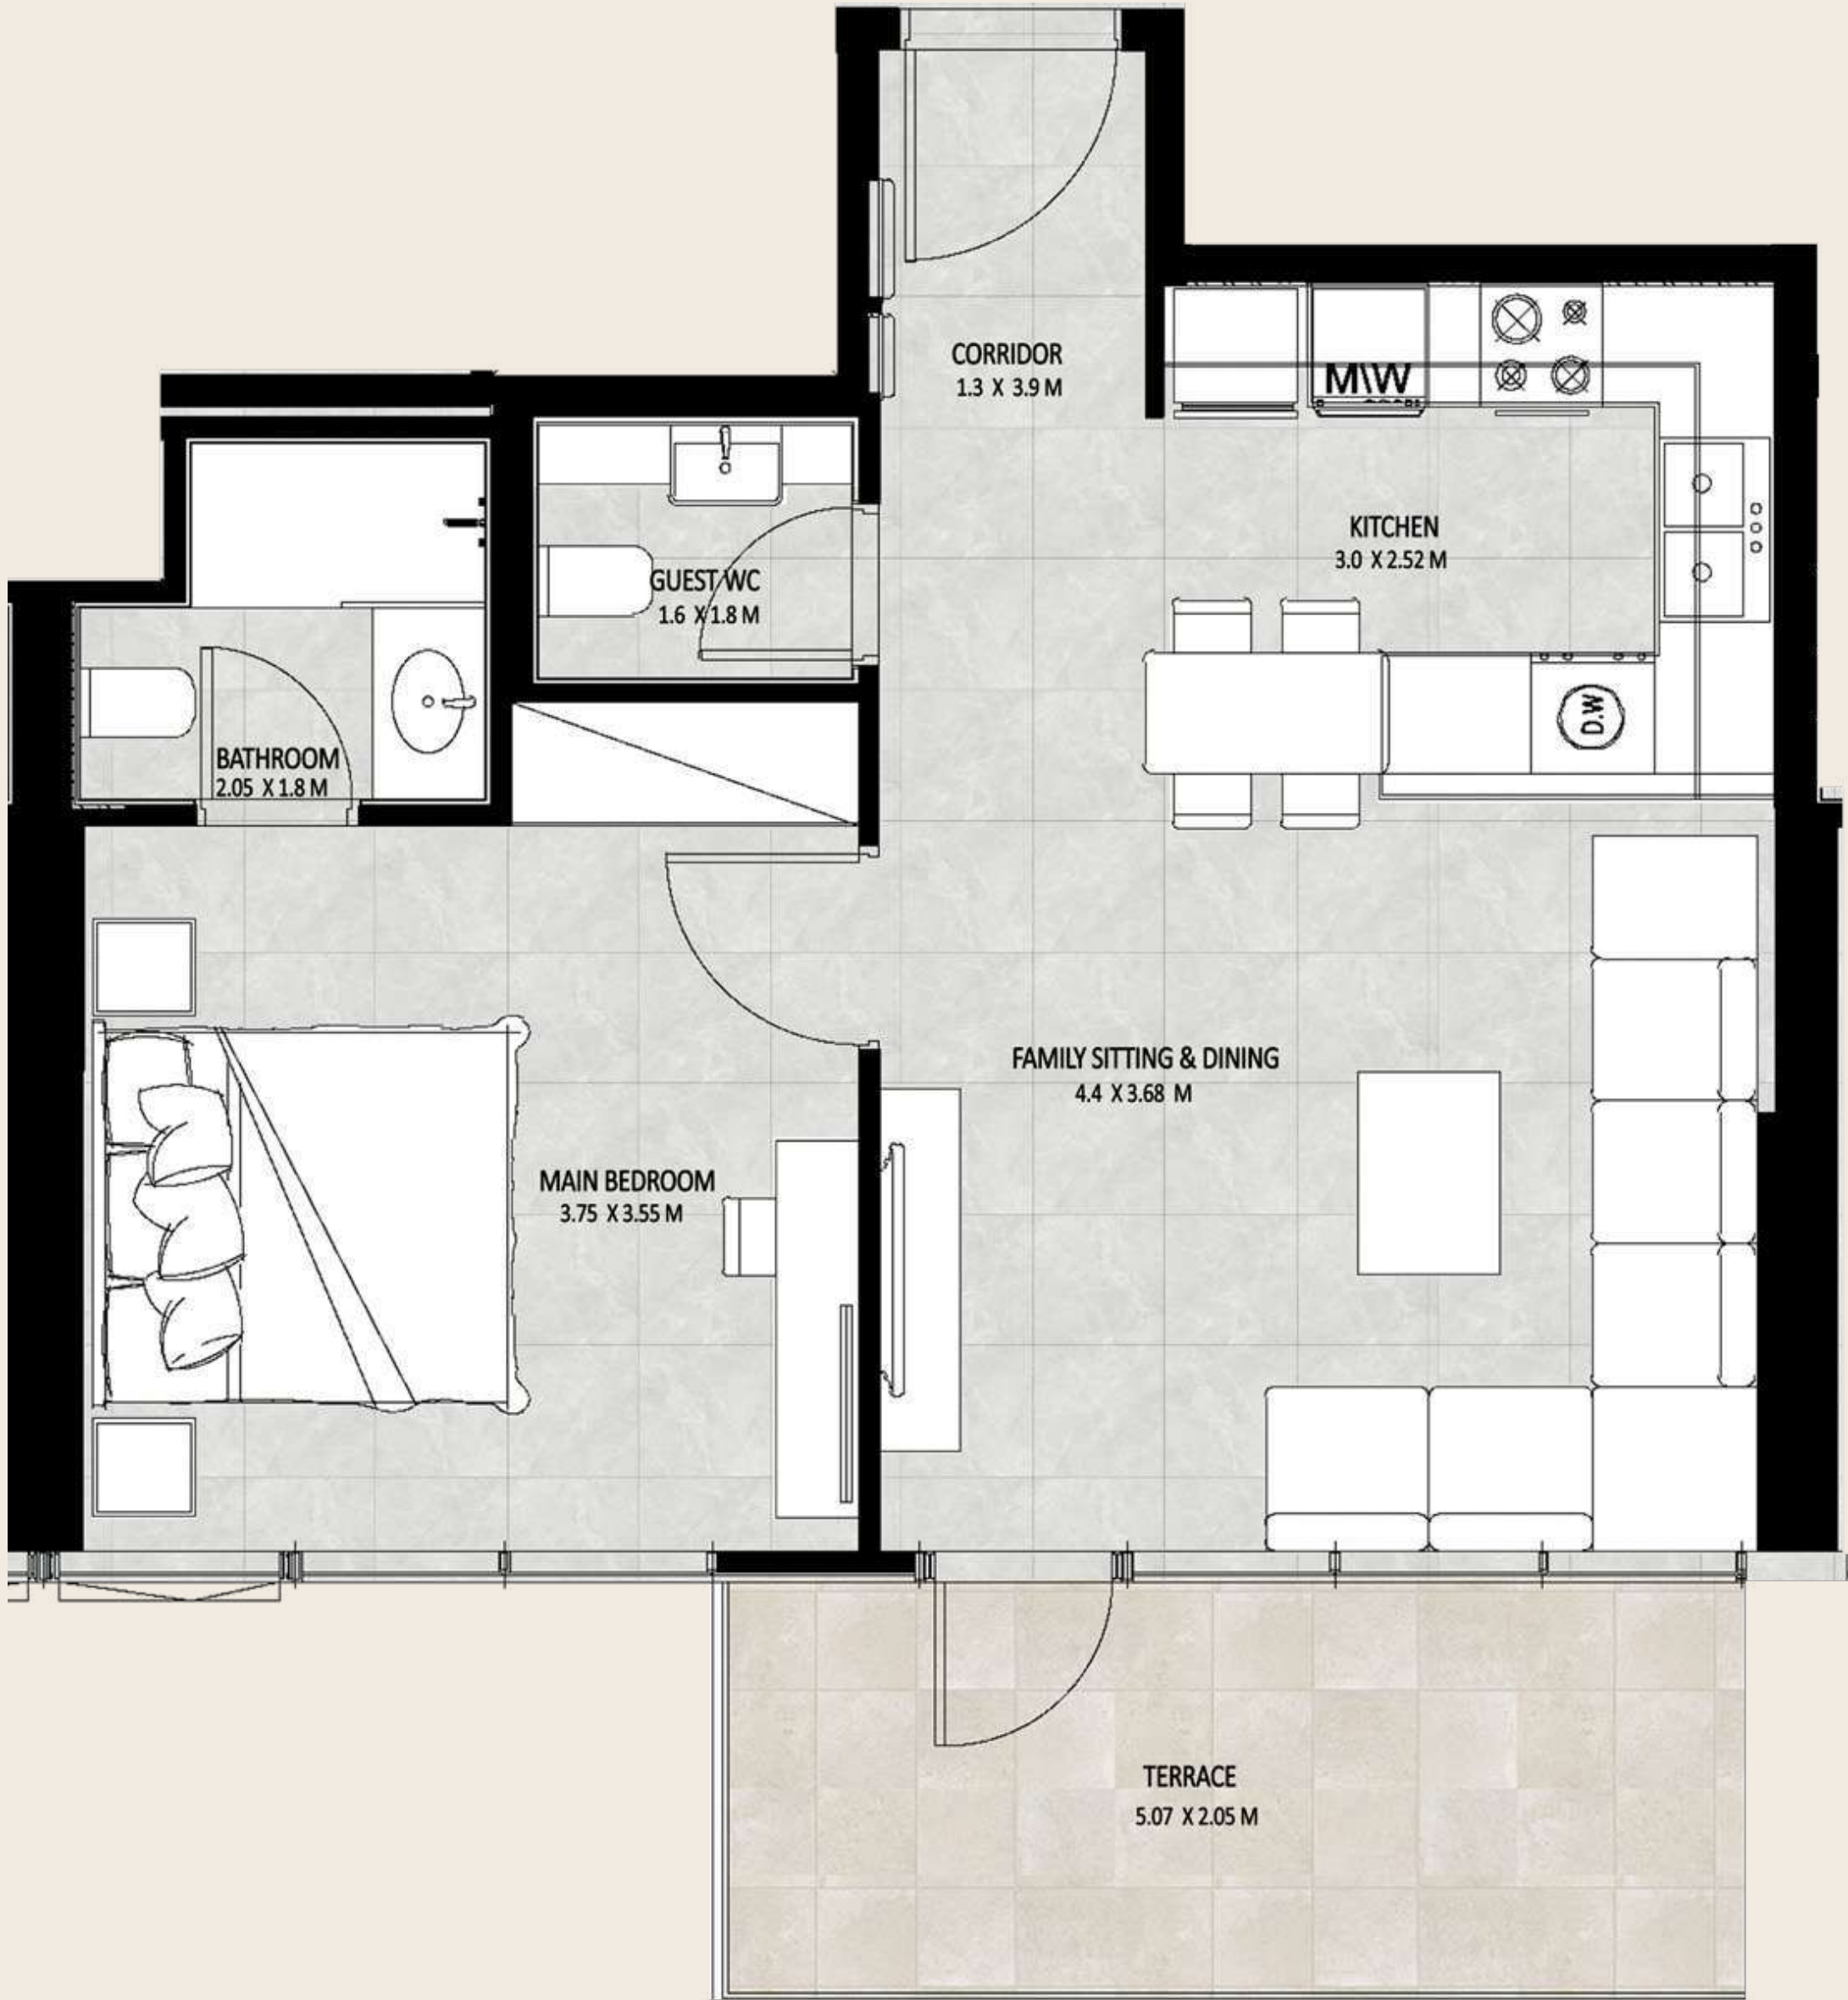 CORRIDOR
1.3 X 3.9 M
M\W
KITCHEN
3.0 X 2.52 M
GUEST WC
1.6 X 1.8 M
D.W
BATHROOM
2.05 X 1.8 M
FAMILY SITTING & DINING
4.4 X 3.68 M
MAIN BEDROOM
3.75 X 3.55 M
TERRACE
5.07 X 2.05 M